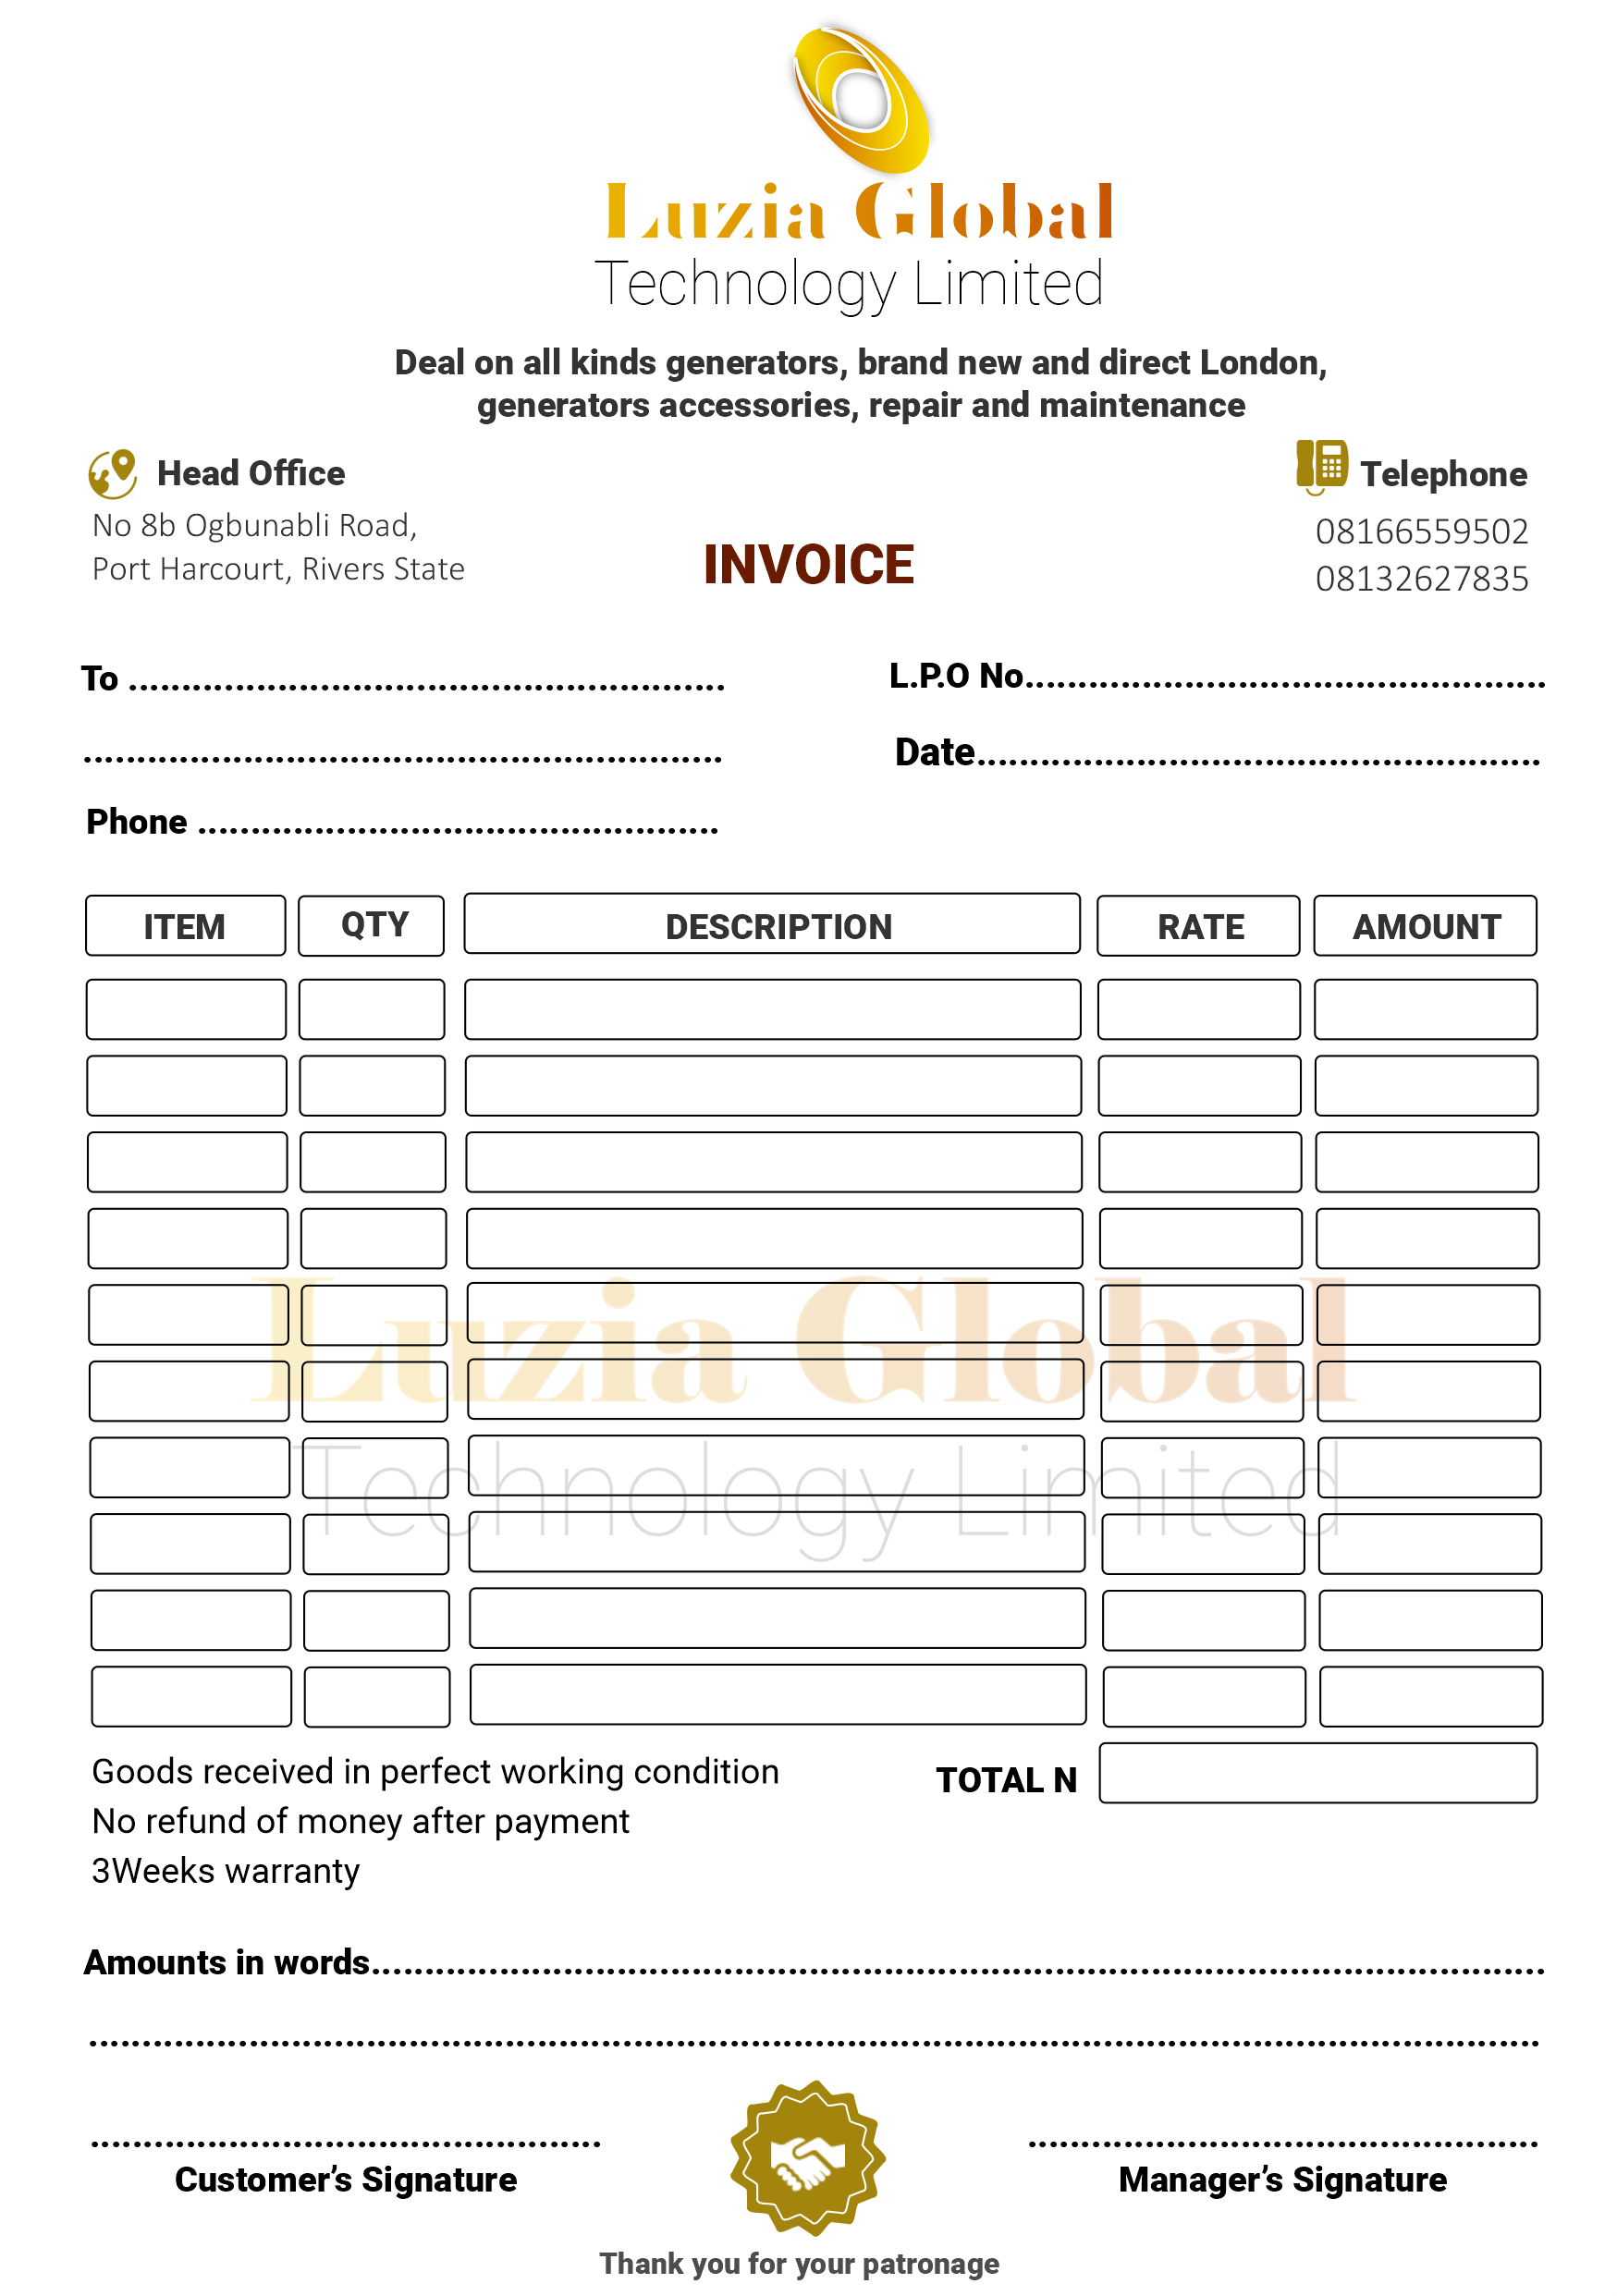 Luzia Global
Technology Limited
Deal on all kinds generators, brand new and direct London,
generators accessories, repair and maintenance
Head Office
No 8b Ogbunabli Road,
Port Harcourt, Rivers State
INVOICE
Telephone
08166559502
08132627835
To ........................................................
L.P.O No.................................................
............................................................
Date.....................................................
Phone .................................................
ITEM QTY DESCRIPTION RATE AMOUNT
Luzia Global
Technology Limited
Goods received in perfect working condition
No refund of money after payment
3Weeks warranty
TOTAL N
Amounts in words..............................................................................................................
........................................................................................................................................
................................................
Customer’s Signature
................................................
Manager’s Signature
Thank you for your patronage